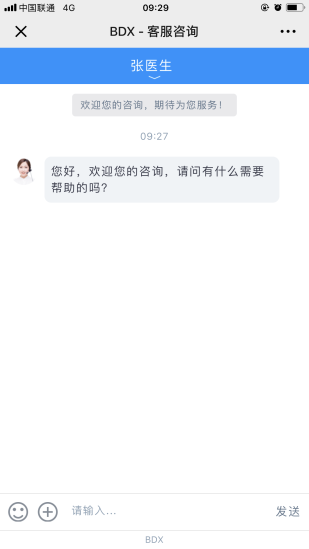 中国联通 4G 09:29
BDX - 客服咨询
张医生
欢迎您的咨询，期待为您服务！
09:27
您好，欢迎您的咨询，请问有什么需要
帮助的吗？
请输入... 发送
BDX